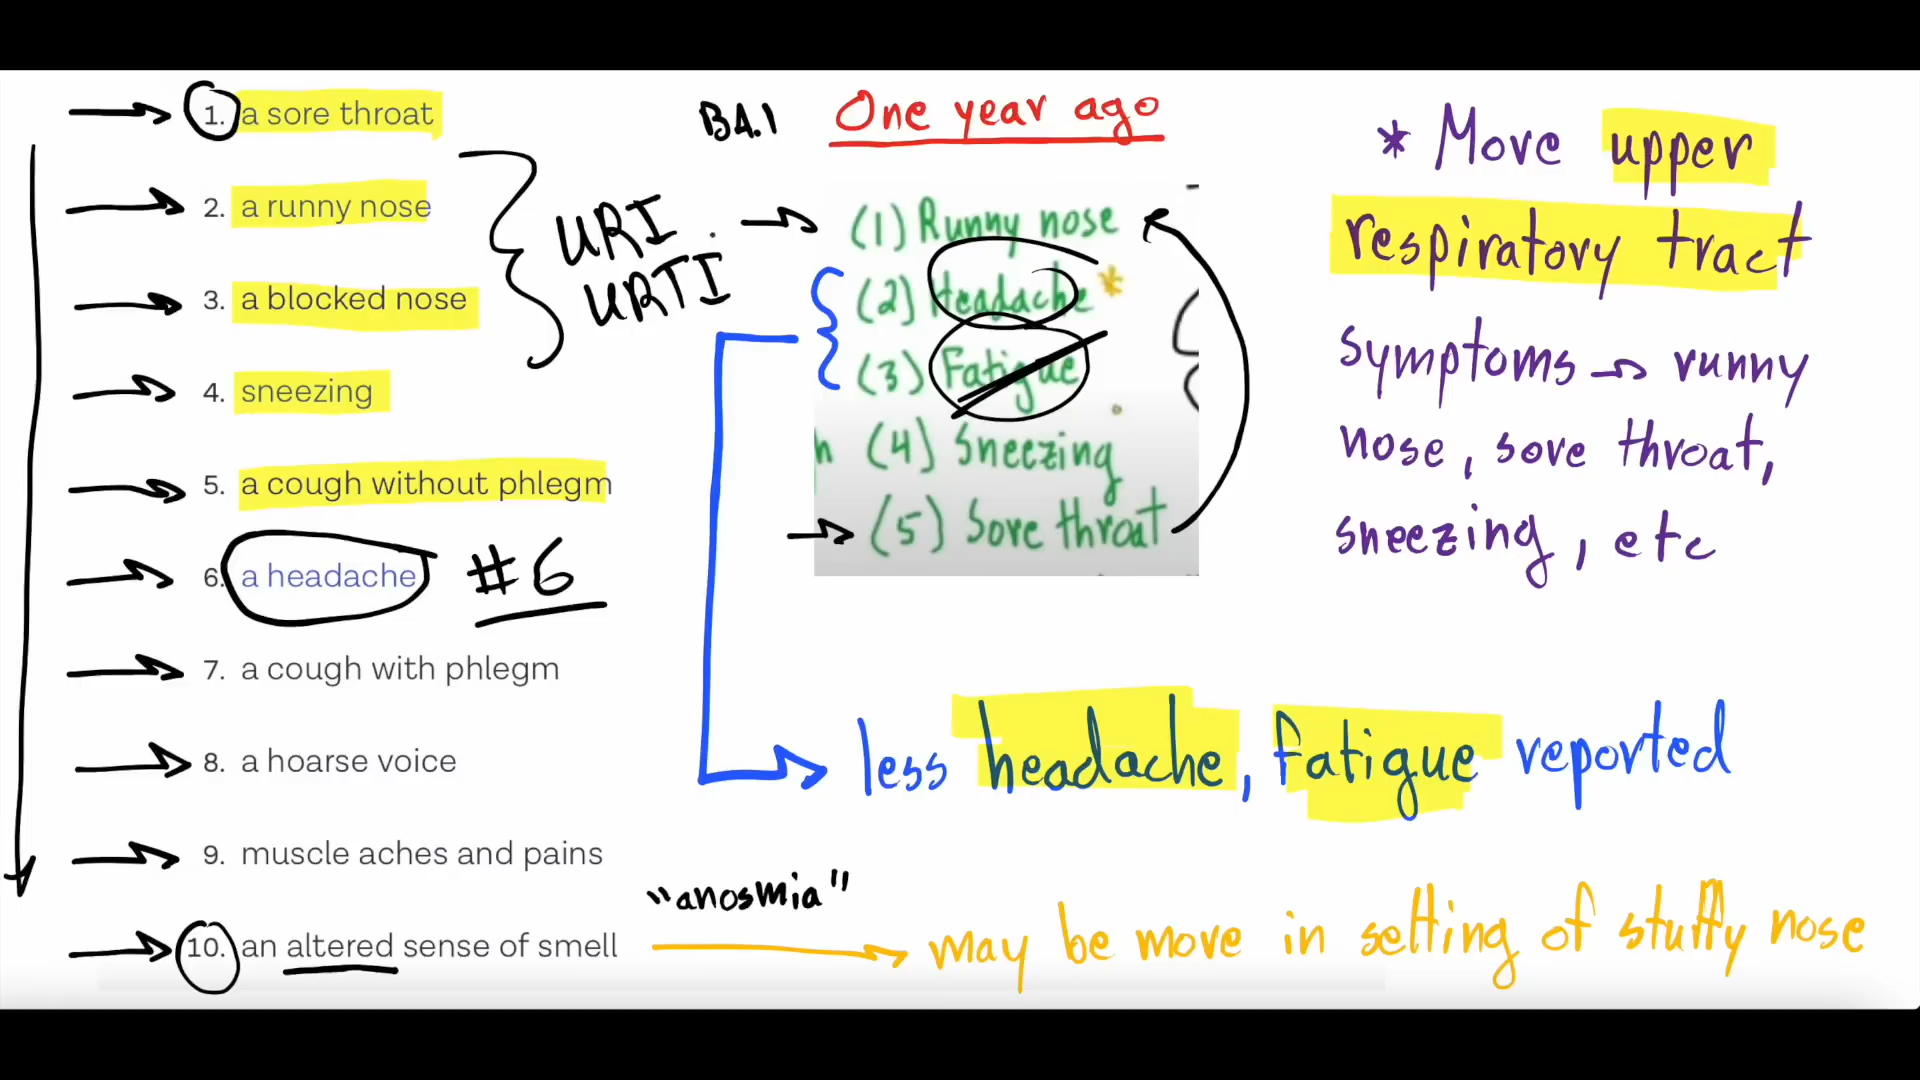 1. a sore throat
2. a runny nose
3. a blocked nose
4. sneezing
5. a cough without phlegm
6. a headache
#6
7. a cough with phlegm
8. a hoarse voice
9. muscle aches and pains
10. an altered sense of smell
URI
URTI
BA.1
One year ago
(1) Runny nose
(2) Headache *
(3) Fatigue
(4) Sneezing
(5) Sore throat
* More upper
respiratory tract
symptoms → runny
nose, sore throat,
sneezing, etc
less headache, fatigue reported
"anosmia"
may be more in setting of stuffy nose